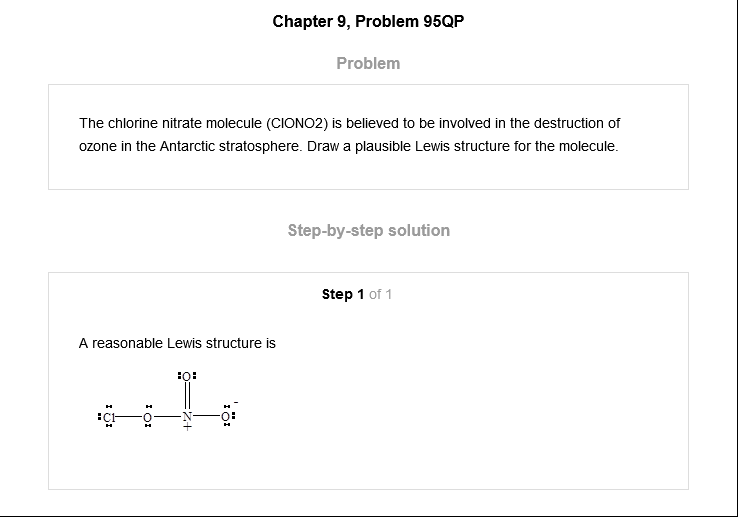 Chapter 9, Problem 95QP
Problem
The chlorine nitrate molecule (ClONO2) is believed to be involved in the destruction of
ozone in the Antarctic stratosphere. Draw a plausible Lewis structure for the molecule.
Step-by-step solution
Step 1 of 1
A reasonable Lewis structure is
:O:
:Cl—O—N—O: -
+